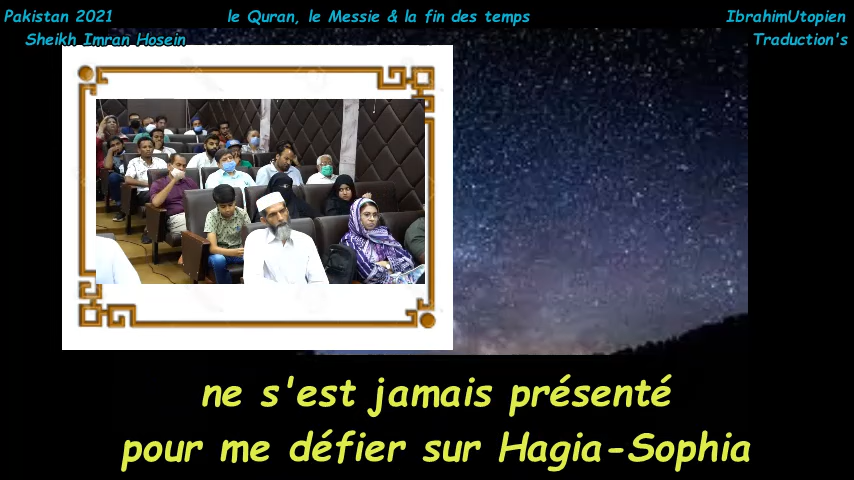 Pakistan 2021 le Quran, le Messie & la fin des temps IbrahimUtopien
Sheikh Imran Hosein Traduction's
ne s'est jamais présenté
pour me défier sur Hagia-Sophia